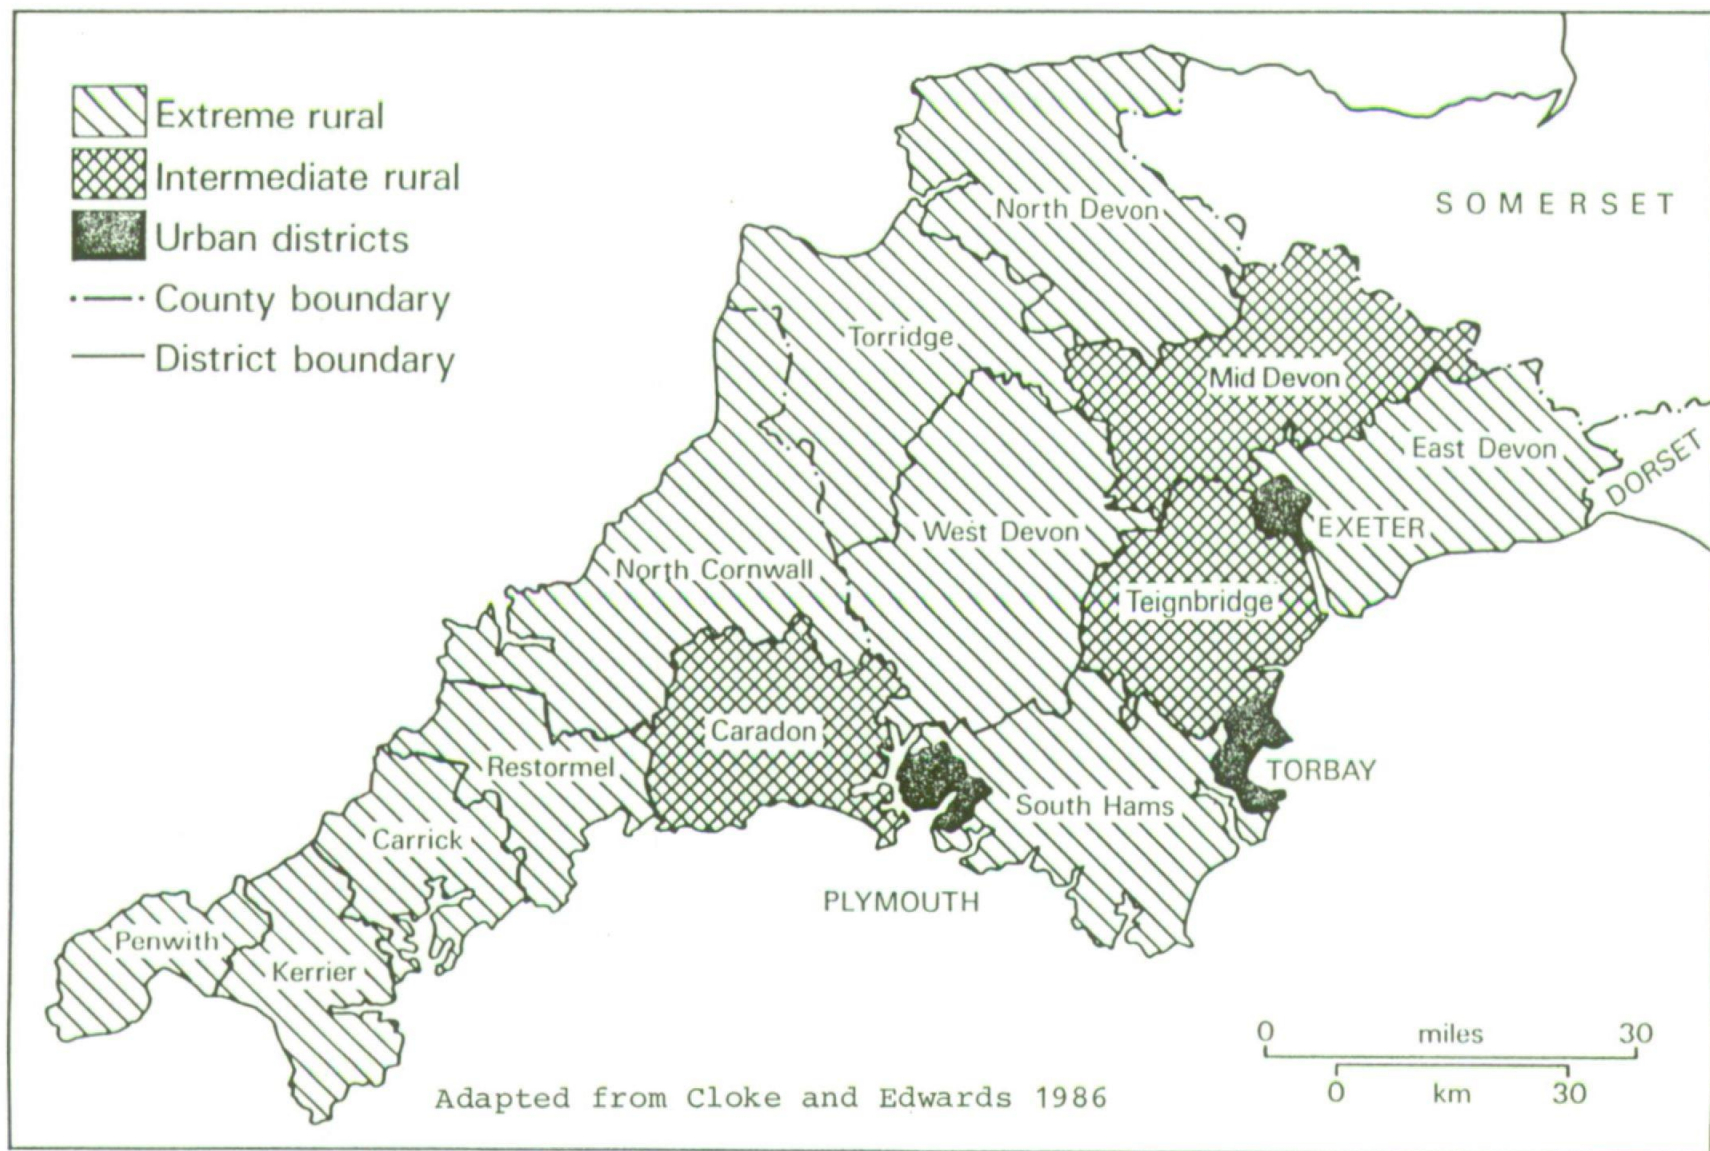 Extreme rural
Intermediate rural
Urban districts
County boundary
District boundary
SOMERSET
North Devon
Torridge
Mid Devon
East Devon
DORSET
EXETER
West Devon
North Cornwall
Teignbridge
Caradon
Restormel
TORBAY
South Hams
Carrick
PLYMOUTH
Penwith
Kerrier
0 miles 30
0 km 30
Adapted from Cloke and Edwards 1986